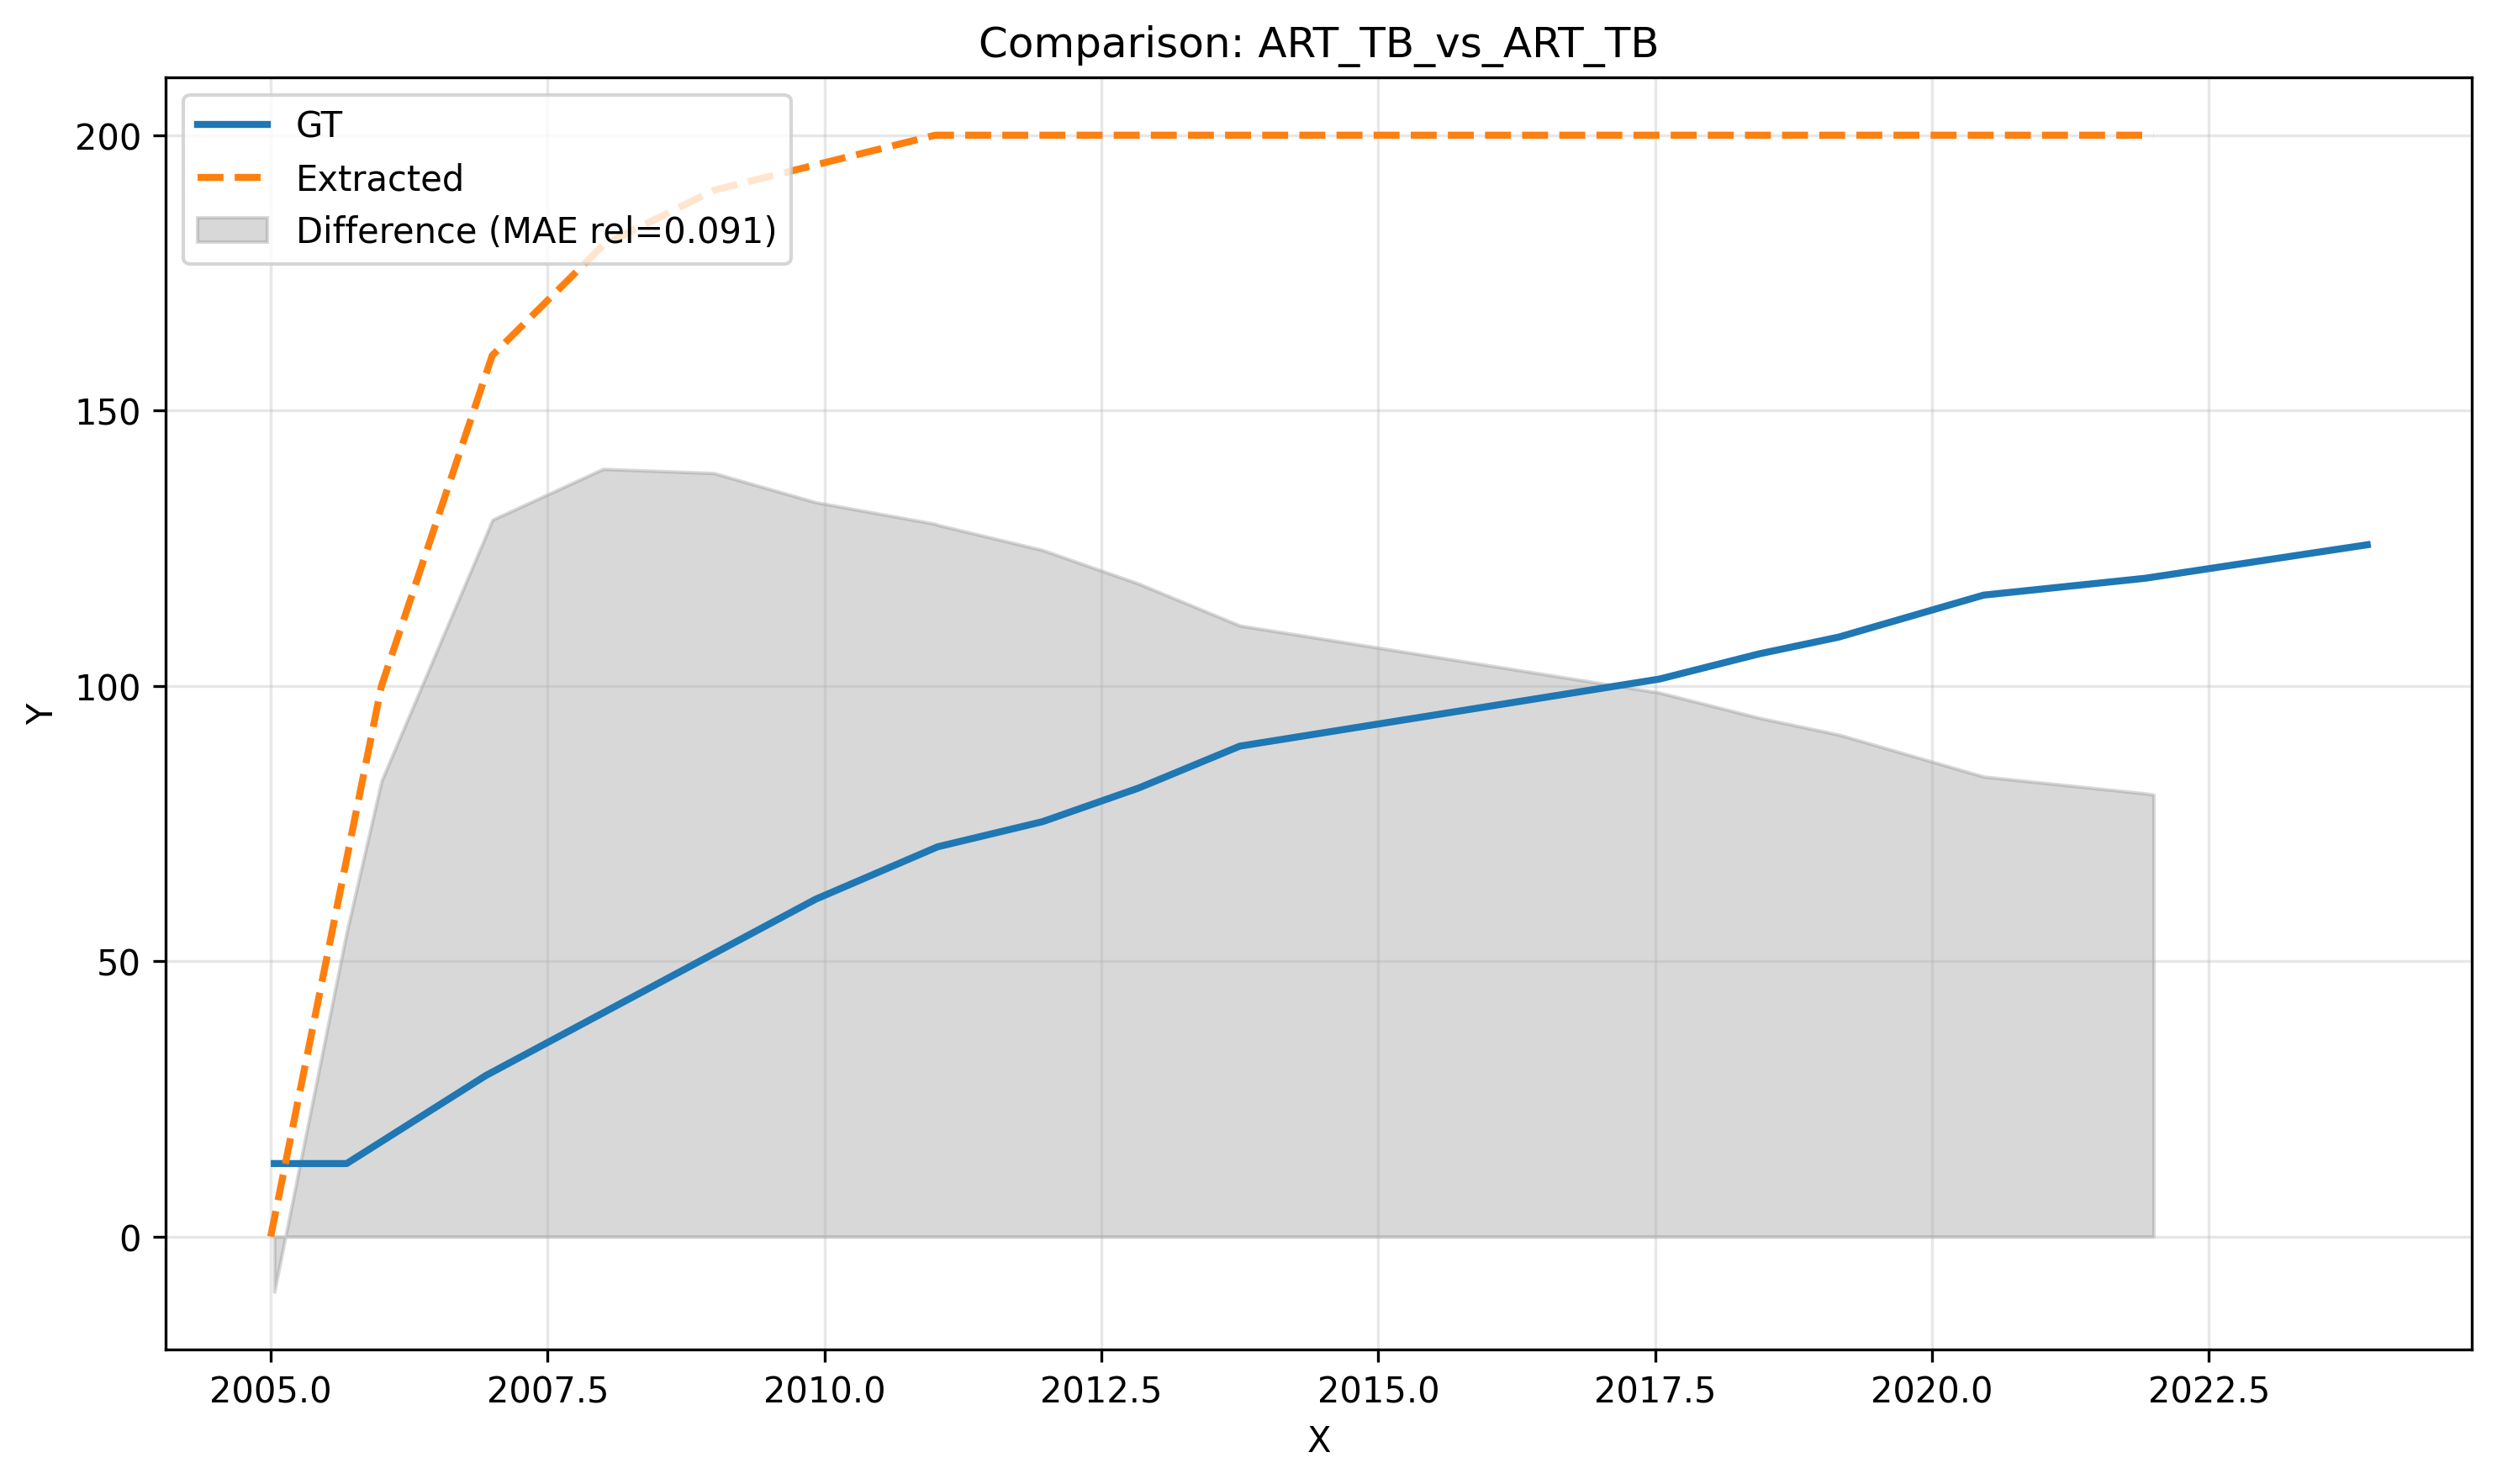 Comparison: ART_TB_vs_ART_TB
GT
Extracted
Difference (MAE rel=0.091)
200
150
100
50
0
Y
2005.0 2007.5 2010.0 2012.5 2015.0 2017.5 2020.0 2022.5
X